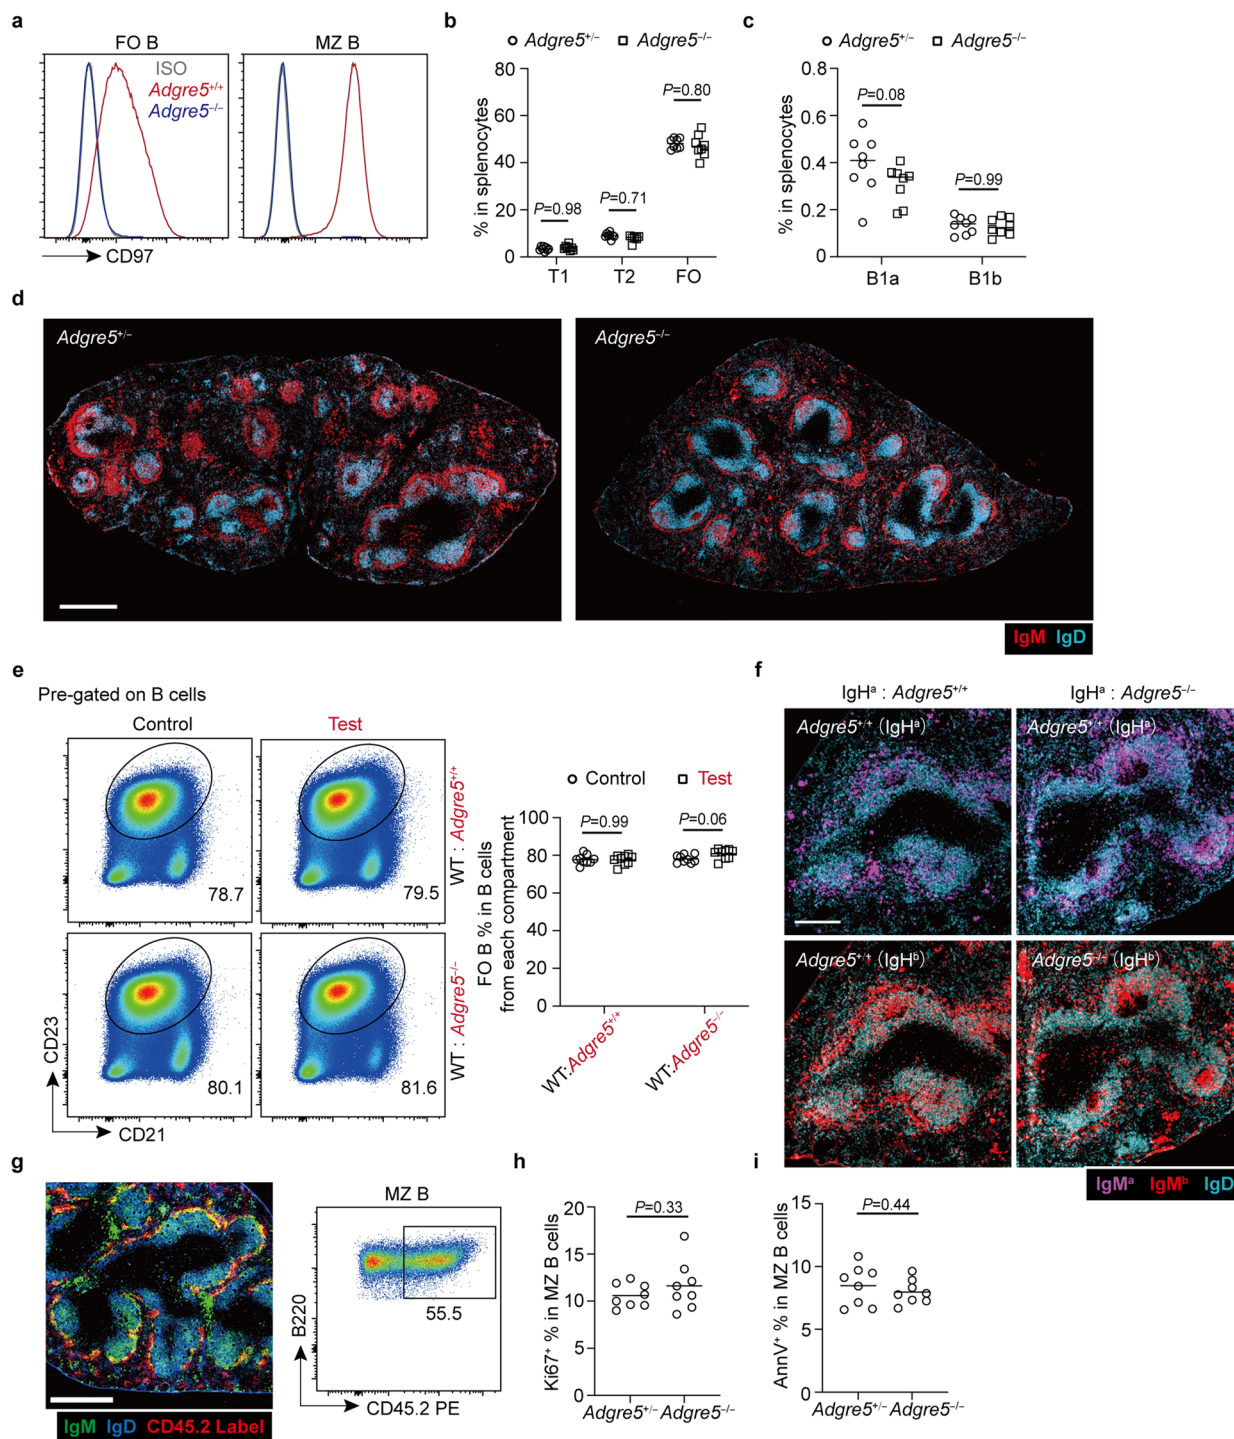 a
FO B
MZ B
ISO
Adgre5+/+
Adgre5−/−
CD97
b
Adgre5+/−
Adgre5−/−
% in splenocytes
80
60
40
20
0
P=0.98
P=0.71
P=0.80
T1
T2
FO
c
Adgre5+/−
Adgre5−/−
% in splenocytes
0.8
0.6
0.4
0.2
0
P=0.08
P=0.99
B1a
B1b
d
Adgre5+/−
Adgre5−/−
IgM IgD
e
Pre-gated on B cells
Control
Test
78.7
79.5
WT : Adgre5+/+
80.1
81.6
WT : Adgre5−/−
CD23
CD21
Control
Test
FO B % in B cells
from each compartment
100
80
60
40
20
0
P=0.99
P=0.06
WT:Adgre5+/+
WT:Adgre5−/−
f
IgHa : Adgre5+/+
IgHa : Adgre5−/−
Adgre5+/+ (IgHa)
Adgre5+/+ (IgHa)
Adgre5+/+ (IgHb)
Adgre5−/− (IgHb)
IgMa IgMb IgD
g
IgM IgD CD45.2 Label
MZ B
55.5
B220
CD45.2 PE
h
Ki67+ % in MZ B cells
20
15
10
5
0
P=0.33
Adgre5+/−
Adgre5−/−
i
AnnV+ % in MZ B cells
15
10
5
0
P=0.44
Adgre5+/−
Adgre5−/−